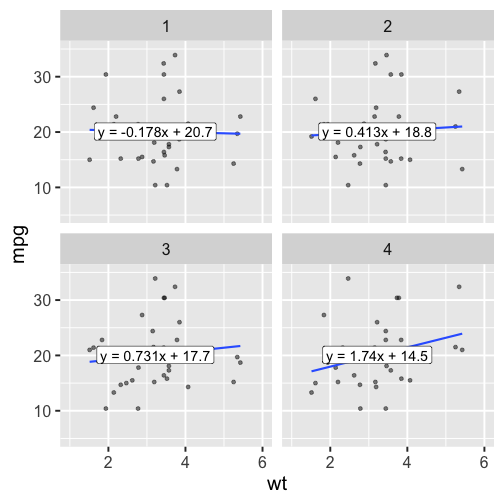 1
2
30
20
10
y = -0.178x + 20.7
y = 0.413x + 18.8
mpg
3
4
30
20
10
y = 0.731x + 17.7
y = 1.74x + 14.5
2 4 6 2 4 6
wt